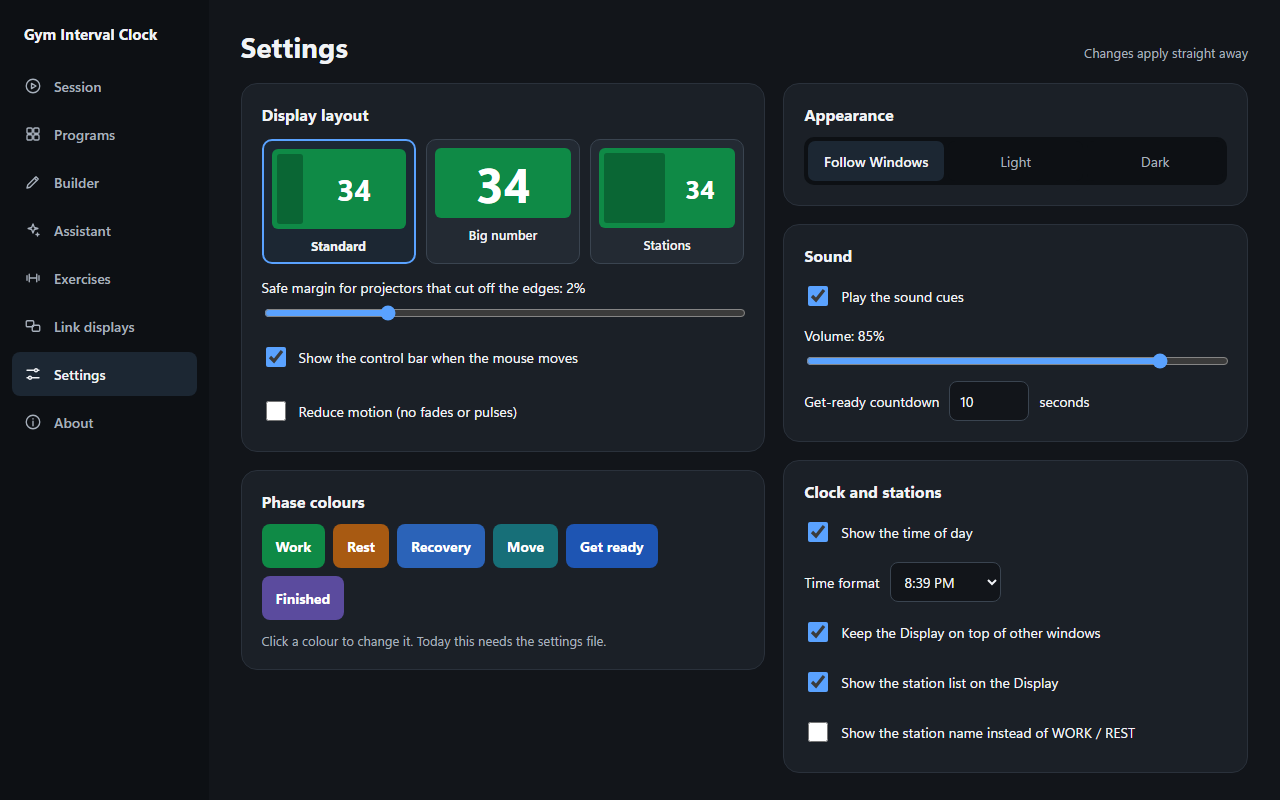 Gym Interval Clock
Session
Programs
Builder
Assistant
Exercises
Link displays
Settings
About
Settings
Changes apply straight away
Display layout
34
Standard
34
Big number
34
Stations
Safe margin for projectors that cut off the edges: 2%
Show the control bar when the mouse moves
Reduce motion (no fades or pulses)
Phase colours
Work
Rest
Recovery
Move
Get ready
Finished
Click a colour to change it. Today this needs the settings file.
Appearance
Follow Windows
Light
Dark
Sound
Play the sound cues
Volume: 85%
Get-ready countdown 10 seconds
Clock and stations
Show the time of day
Time format 8:39 PM
Keep the Display on top of other windows
Show the station list on the Display
Show the station name instead of WORK / REST